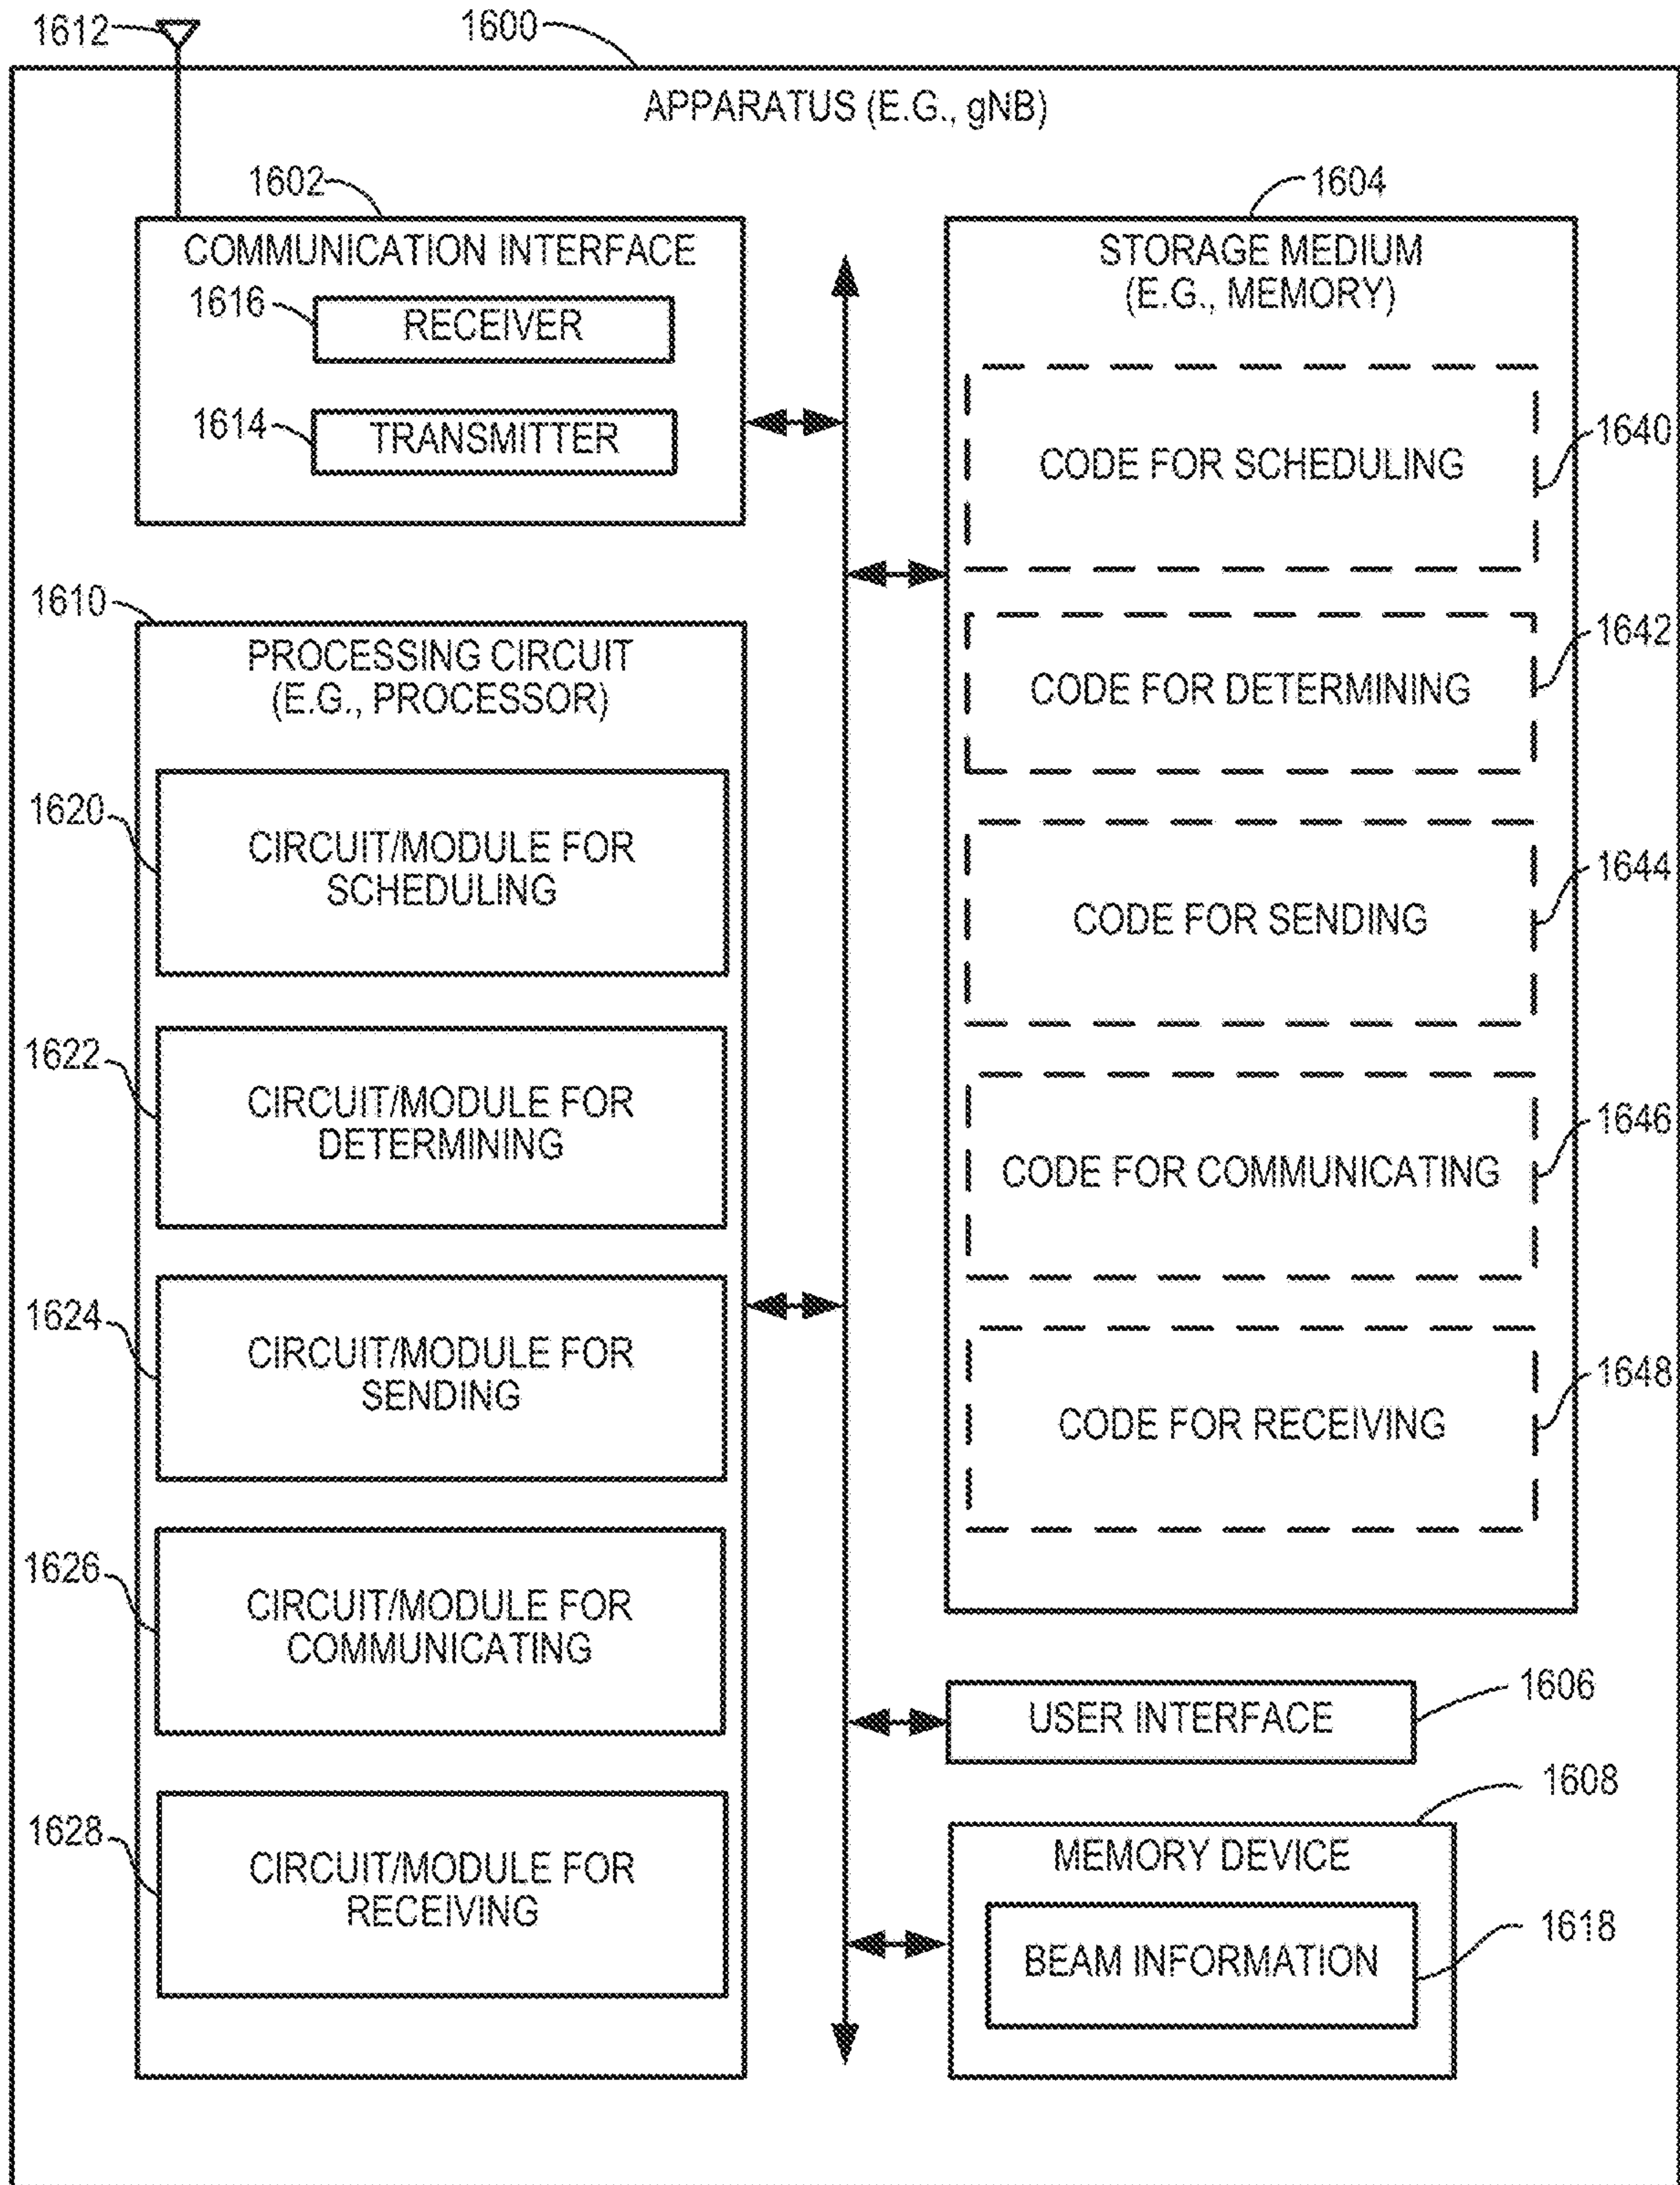 1612
1600
APPARATUS (E.G., gNB)
1602
COMMUNICATION INTERFACE
1616
RECEIVER
1614
TRANSMITTER
1610
PROCESSING CIRCUIT
(E.G., PROCESSOR)
1620
CIRCUIT/MODULE FOR
SCHEDULING
1622
CIRCUIT/MODULE FOR
DETERMINING
1624
CIRCUIT/MODULE FOR
SENDING
1626
CIRCUIT/MODULE FOR
COMMUNICATING
1628
CIRCUIT/MODULE FOR
RECEIVING
1604
STORAGE MEDIUM
(E.G., MEMORY)
CODE FOR SCHEDULING
1640
CODE FOR DETERMINING
1642
CODE FOR SENDING
1644
CODE FOR COMMUNICATING
1646
CODE FOR RECEIVING
1648
USER INTERFACE
1606
1608
MEMORY DEVICE
BEAM INFORMATION
1618